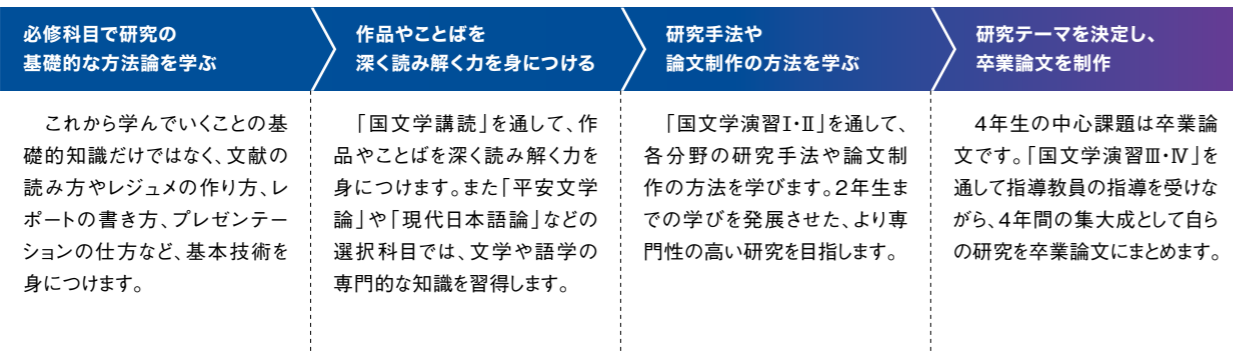 必修科目で研究の
基礎的な方法論を学ぶ
これから学んでいくことの基
礎的知識だけではなく、文献の
読み方やレジュメの作り方、レ
ポートの書き方、プレゼンテー
ションの仕方など、基本技術を
身につけます。
作品やことばを
深く読み解く力を身につける
「国文学講読」を通して、作
品やことばを深く読み解く力を
身につけます。また「平安文学
論」や「現代日本語論」などの
選択科目では、文学や語学の
専門的な知識を習得します。
研究手法や
論文制作の方法を学ぶ
「国文学演習Ⅰ・Ⅱ」を通して、
各分野の研究手法や論文制
作の方法を学びます。2年生ま
での学びを発展させた、より専
門性の高い研究を目指します。
研究テーマを決定し、
卒業論文を制作
4年生の中心課題は卒業論
文です。「国文学演習Ⅲ・Ⅳ」を
通して指導教員の指導を受けな
がら、4年間の集大成として自ら
の研究を卒業論文にまとめます。